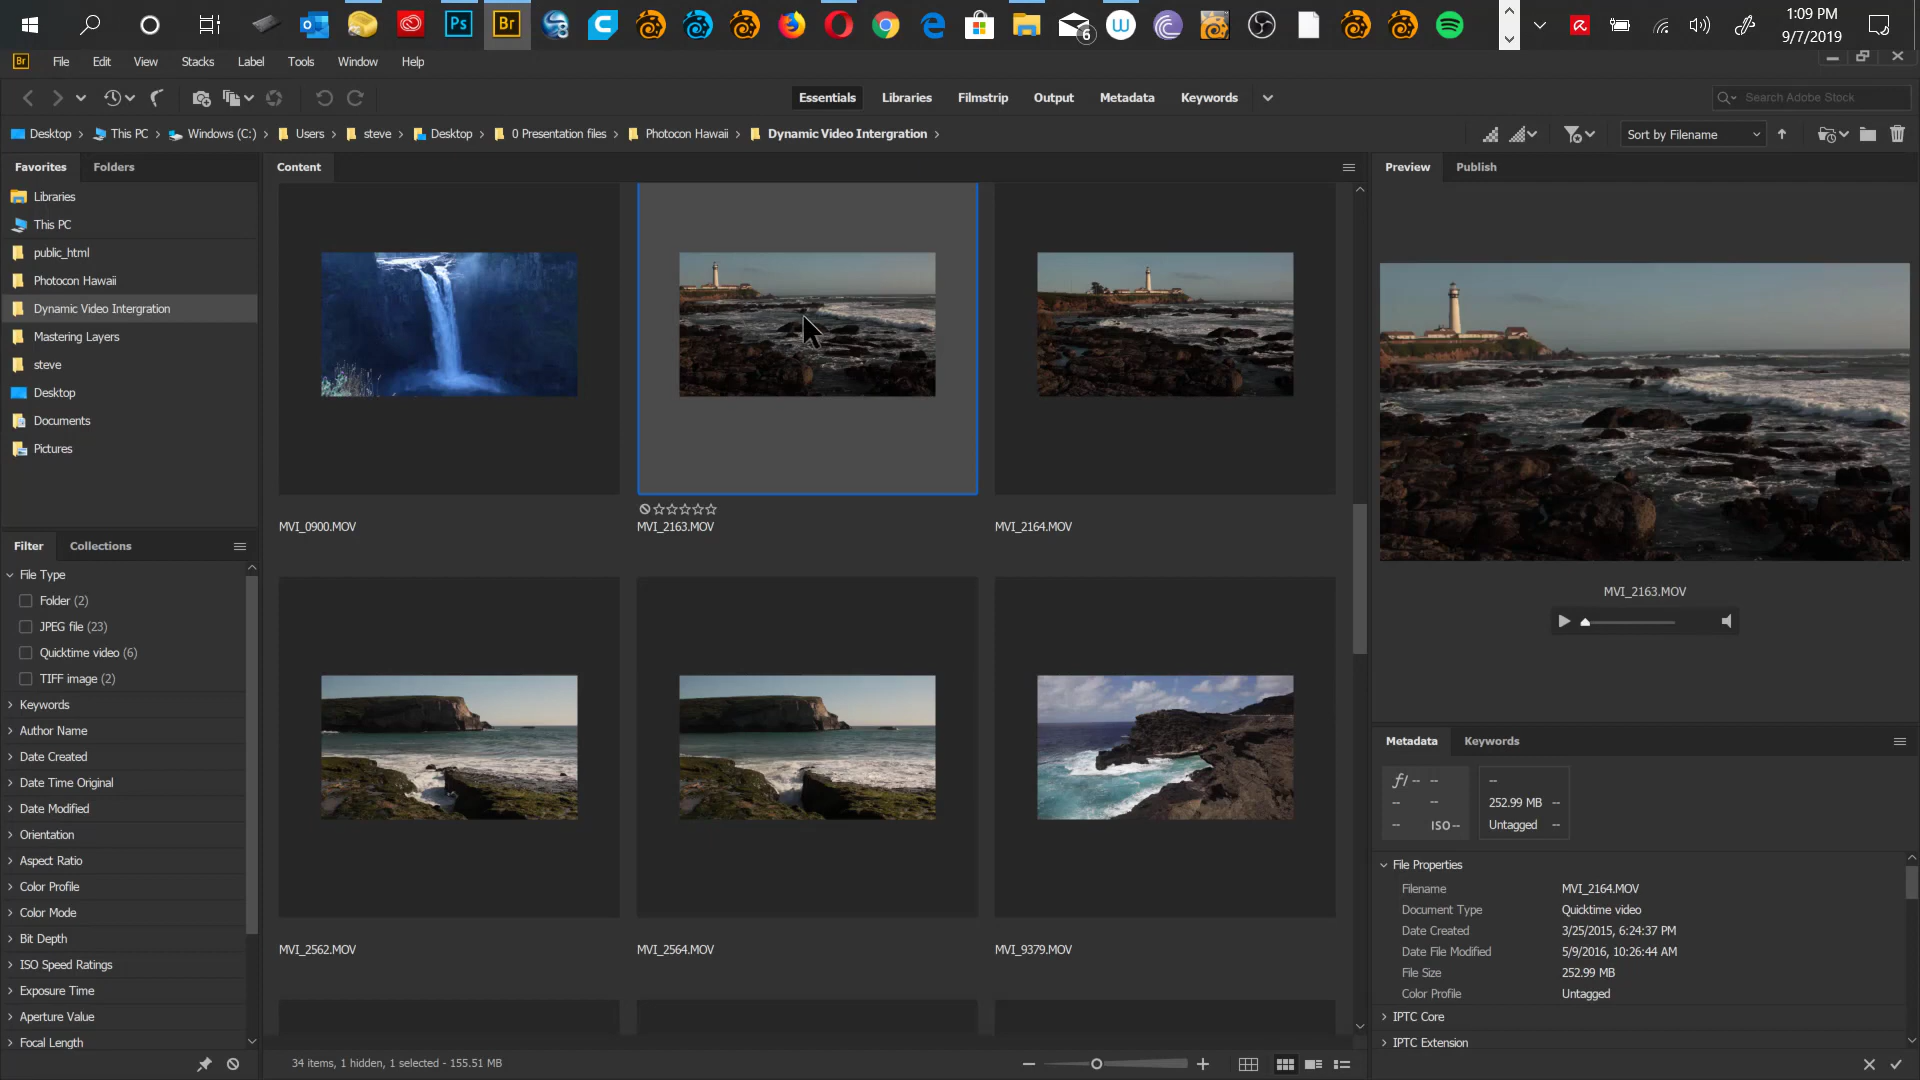 Ps
Br
6
W
1:09 PM
9/7/2019
Br
File
Edit
View
Stacks
Label
Tools
Window
Help
Essentials
Libraries
Filmstrip
Output
Metadata
Keywords
Search Adobe Stock
Desktop
This PC
Windows (C:)
Users
steve
Desktop
0 Presentation files
Photocon Hawaii
Dynamic Video Intergration
Sort by Filename
Favorites
Folders
Libraries
This PC
public_html
Photocon Hawaii
Dynamic Video Intergration
Mastering Layers
steve
Desktop
Documents
Pictures
Filter
Collections
File Type
Folder (2)
JPEG file (23)
Quicktime video (6)
TIFF image (2)
Keywords
Author Name
Date Created
Date Time Original
Date Modified
Orientation
Aspect Ratio
Color Profile
Color Mode
Bit Depth
ISO Speed Ratings
Exposure Time
Aperture Value
Focal Length
Content
MVI_0900.MOV
MVI_2163.MOV
MVI_2164.MOV
MVI_2562.MOV
MVI_2564.MOV
MVI_9379.MOV
34 items, 1 hidden, 1 selected - 155.51 MB
Preview
Publish
MVI_2163.MOV
Metadata
Keywords
f/ -- --
-- --
-- ISO --
--
252.99 MB --
Untagged --
File Properties
Filename MVI_2164.MOV
Document Type Quicktime video
Date Created 3/25/2015, 6:24:37 PM
Date File Modified 5/9/2016, 10:26:44 AM
File Size 252.99 MB
Color Profile Untagged
IPTC Core
IPTC Extension